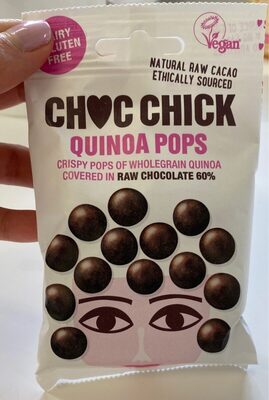 DAIRY
GLUTEN
FREE
Vegan
NATURAL RAW CACAO
ETHICALLY SOURCED
CHC CHICK
QUINOA POPS
CRISPY POPS OF WHOLEGRAIN QUINOA
COVERED IN RAW CHOCOLATE 60%